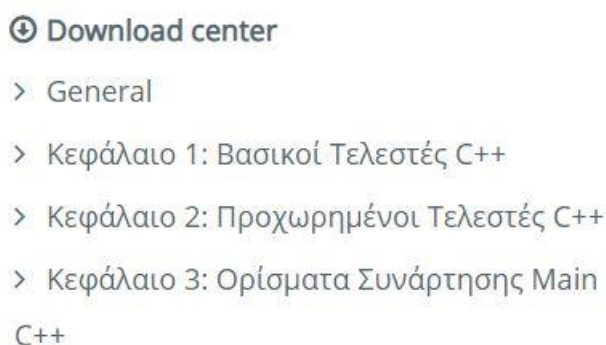 Download center
> General
> Κεφάλαιο 1: Βασικοί Τελεστές C++
> Κεφάλαιο 2: Προχωρημένοι Τελεστές C++
> Κεφάλαιο 3: Ορίσματα Συνάρτησης Main
C++